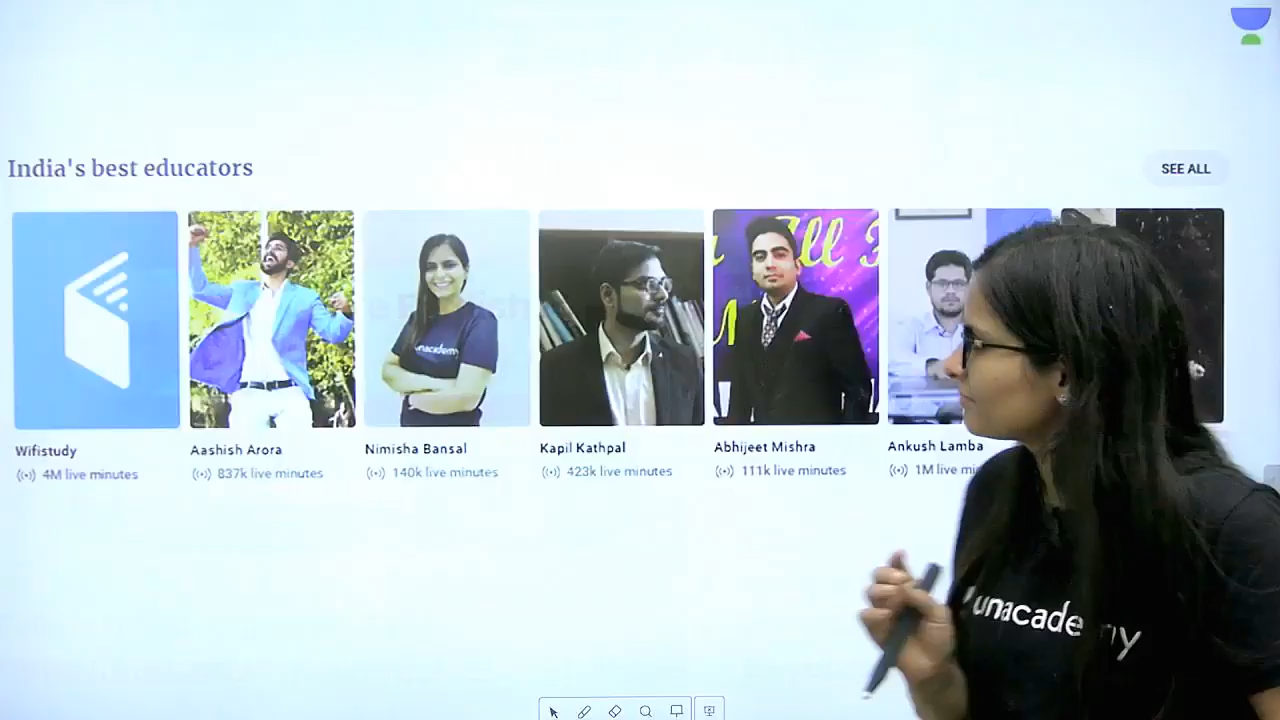 India's best educators
SEE ALL
unacademy
Wifistudy
4M live minutes
Aashish Arora
837k live minutes
Nimisha Bansal
140k live minutes
Kapil Kathpal
423k live minutes
Abhijeet Mishra
111k live minutes
Ankush Lamba
1M live
unacademy